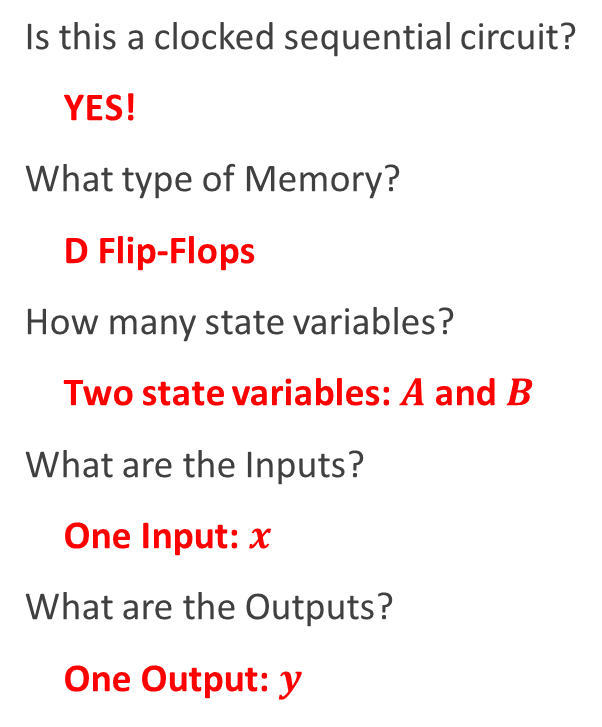 Is this a clocked sequential circuit?
YES!
What type of Memory?
D Flip-Flops
How many state variables?
Two state variables: A and B
What are the Inputs?
One Input: x
What are the Outputs?
One Output: y